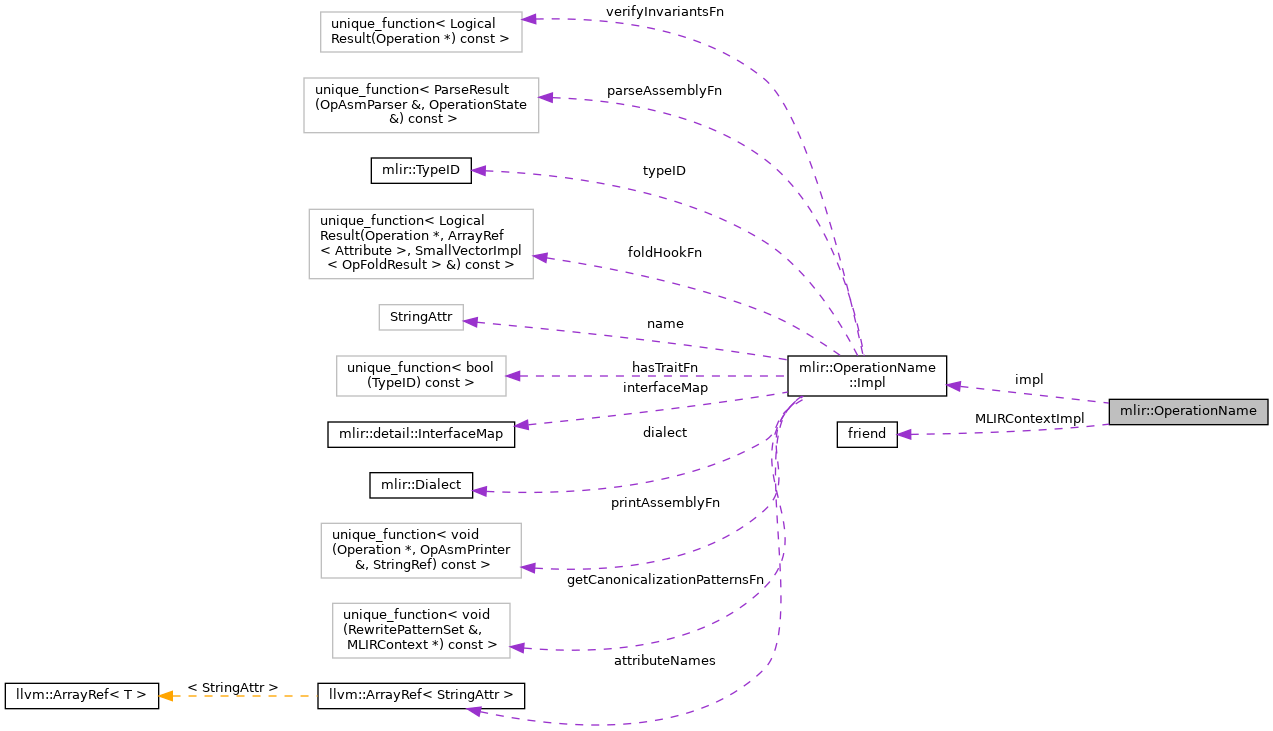 verifyInvariantsFn
unique_function< Logical
Result(Operation *) const >
parseAssemblyFn
unique_function< ParseResult
(OpAsmParser &, OperationState
&) const >
typeID
mlir::TypeID
unique_function< Logical
Result(Operation *, ArrayRef
< Attribute >, SmallVectorImpl
< OpFoldResult > &) const >
foldHookFn
StringAttr
name
unique_function< bool
(TypeID) const >
hasTraitFn
interfaceMap
mlir::OperationName
::Impl
impl
mlir::OperationName
MLIRContextImpl
friend
mlir::detail::InterfaceMap
dialect
mlir::Dialect
printAssemblyFn
unique_function< void
(Operation *, OpAsmPrinter
&, StringRef) const >
getCanonicalizationPatternsFn
unique_function< void
(RewritePatternSet &,
MLIRContext *) const >
attributeNames
llvm::ArrayRef< T >
< StringAttr >
llvm::ArrayRef< StringAttr >